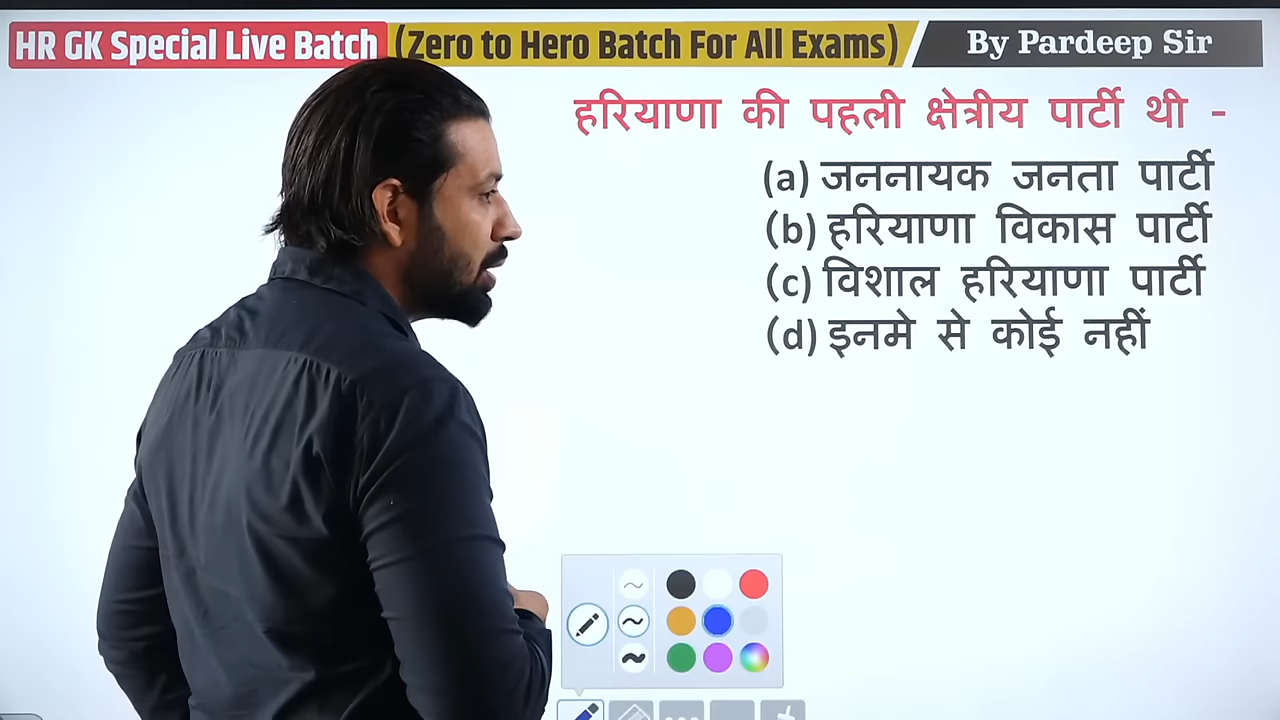 HR GK Special Live Batch (Zero to Hero Batch For All Exams) By Pardeep Sir
हरियाणा की पहली क्षेत्रीय पार्टी थी -
(a) जननायक जनता पार्टी
(b) हरियाणा विकास पार्टी
(c) विशाल हरियाणा पार्टी
(d) इनमे से कोई नहीं